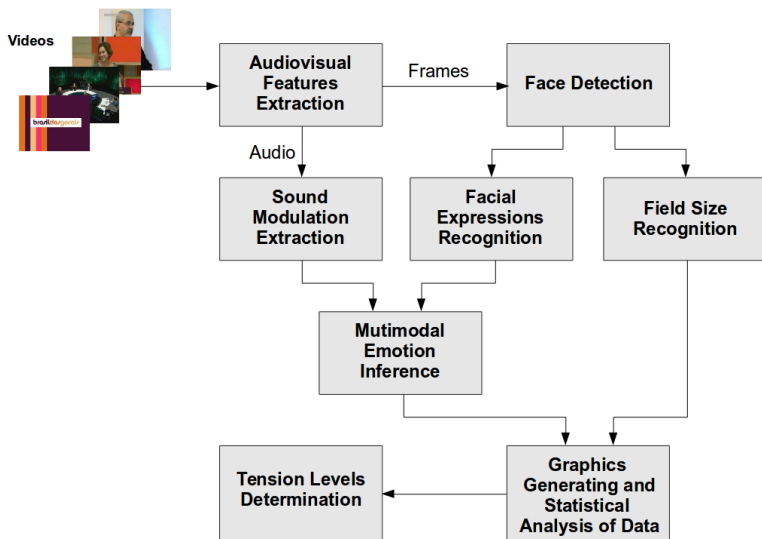 Videos
brasildasgerais
Audiovisual
Features
Extraction
Frames
Face Detection
Audio
Sound
Modulation
Extraction
Facial
Expressions
Recognition
Field Size
Recognition
Mutimodal
Emotion
Inference
Tension Levels
Determination
Graphics
Generating and
Statistical
Analysis of Data